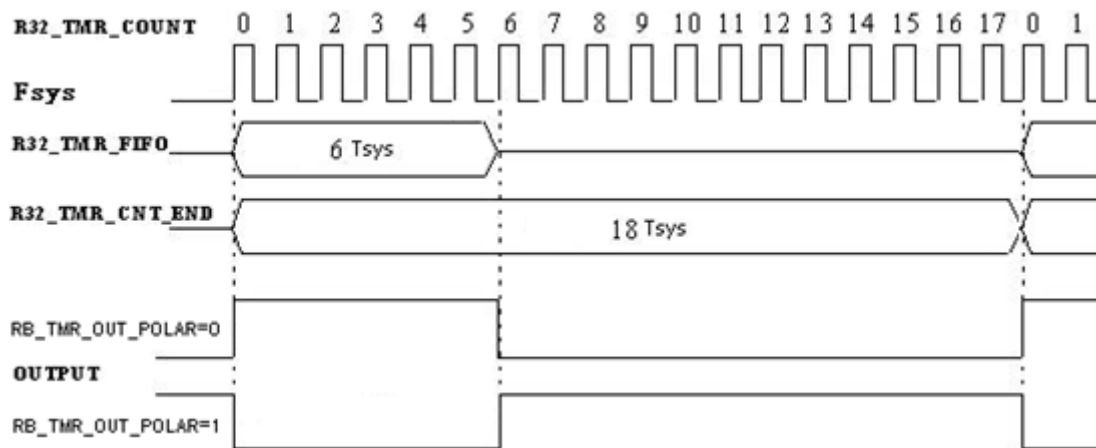 R32_TMR_COUNT 0 1 2 3 4 5 6 7 8 9 10 11 12 13 14 15 16 17 0 1
Fsys
R32_TMR_FIFO 6 Tsys
R32_TMR_CNT_END 18 Tsys
RB_TMR_OUT_POLAR=0
OUTPUT
RB_TMR_OUT_POLAR=1